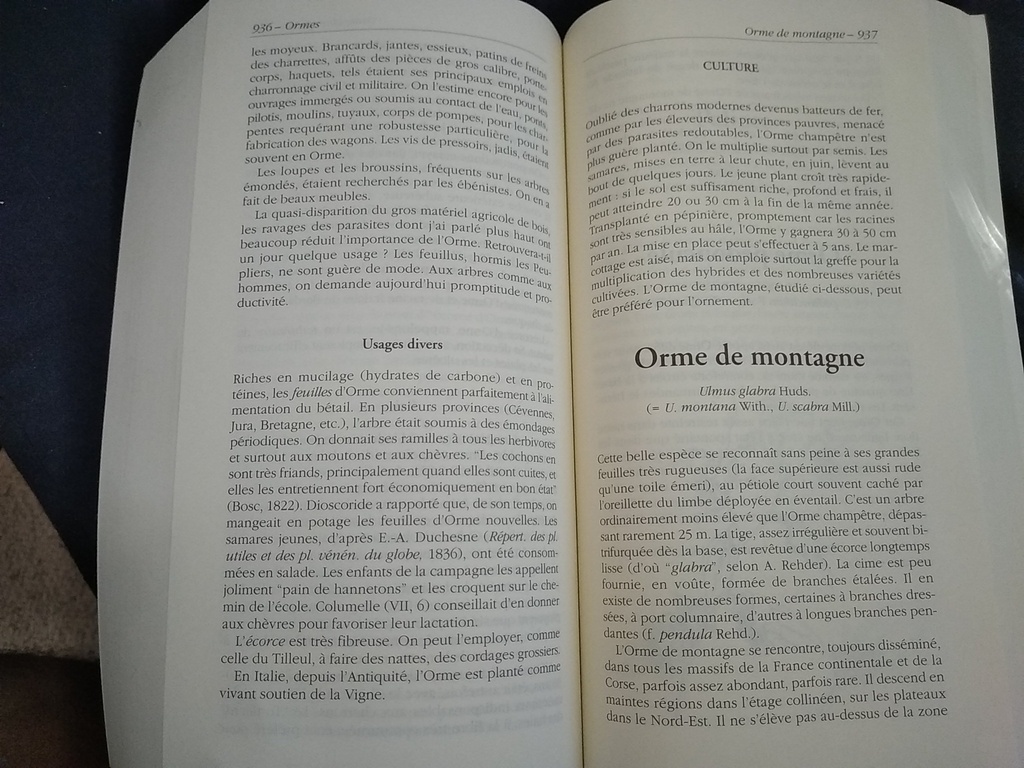 936 – Ormes
les moyeux. Brancards, jantes, essieux, patins de freins
des charrettes, affûts des pièces de gros calibre, porte-
corps, haquets, tels étaient ses principaux emplois en
charronnage civil et militaire. On l'estime encore pour les
ouvrages immergés ou soumis au contact de l'eau, ponts,
pilotis, moulins, tuyaux, corps de pompes, pour les char-
pentes requérant une robustesse particulière, pour la
fabrication des wagons. Les vis de pressoirs, jadis, étaient
souvent en Orme.
Les loupes et les broussins, fréquents sur les arbres
émondés, étaient recherchés par les ébénistes. On en a
fait de beaux meubles.
La quasi-disparition du gros matériel agricole de bois,
les ravages des parasites dont j'ai parlé plus haut ont
beaucoup réduit l'importance de l'Orme. Retrouvera-t-il
un jour quelque usage ? Les feuillus, hormis les Peu-
pliers, ne sont guère de mode. Aux arbres comme aux
hommes, on demande aujourd'hui promptitude et pro-
ductivité.
Usages divers
Riches en mucilage (hydrates de carbone) et en pro-
téines, les feuilles d'Orme conviennent parfaitement à l'ali-
mentation du bétail. En plusieurs provinces (Cévennes,
Jura, Bretagne, etc.), l'arbre était soumis à des émondages
périodiques. On donnait ses ramilles à tous les herbivores
et surtout aux moutons et aux chèvres. "Les cochons en
sont très friands, principalement quand elles sont cuites, et
elles les entretiennent fort économiquement en bon état"
(Bosc, 1822). Dioscoride a rapporté que, de son temps, on
mangeait en potage les feuilles d'Orme nouvelles. Les
samares jeunes, d'après E.-A. Duchesne (Répert. des pl.
utiles et des pl. vénén. du globe, 1836), ont été consom-
mées en salade. Les enfants de la campagne les appellent
joliment "pain de hannetons" et les croquent sur le che-
min de l'école. Columelle (VII, 6) conseillait d'en donner
aux chèvres pour favoriser leur lactation.
L'écorce est très fibreuse. On peut l'employer, comme
celle du Tilleul, à faire des nattes, des cordages grossiers.
En Italie, depuis l'Antiquité, l'Orme est planté comme
vivant soutien de la Vigne.
Orme de montagne – 937
CULTURE
Oublié des charrons modernes devenus batteurs de fer,
comme par les éleveurs des provinces pauvres, menacé
par des parasites redoutables, l'Orme champêtre n'est
plus guère planté. On le multiplie surtout par semis. Les
samares, mises en terre à leur chute, en juin, lèvent au
bout de quelques jours. Le jeune plant croît très rapide-
ment : si le sol est suffisament riche, profond et frais, il
peut atteindre 20 ou 30 cm à la fin de la même année.
Transplanté en pépinière, promptement car les racines
sont très sensibles au hâle, l'Orme y gagnera 30 à 50 cm
par an. La mise en place peut s'effectuer à 5 ans. Le mar-
cottage est aisé, mais on emploie surtout la greffe pour la
multiplication des hybrides et des nombreuses variétés
cultivées. L'Orme de montagne, étudié ci-dessous, peut
être préféré pour l'ornement.
Orme de montagne
Ulmus glabra Huds.
(= U. montana With., U. scabra Mill.)
Cette belle espèce se reconnaît sans peine à ses grandes
feuilles très rugueuses (la face supérieure est aussi rude
qu'une toile émeri), au pétiole court souvent caché par
l'oreillette du limbe déployée en éventail. C'est un arbre
ordinairement moins élevé que l'Orme champêtre, dépas-
sant rarement 25 m. La tige, assez irrégulière et souvent bi-
trifurquée dès la base, est revêtue d'une écorce longtemps
lisse (d'où "glabra", selon A. Rehder). La cime est peu
fournie, en voûte, formée de branches étalées. Il en
existe de nombreuses formes, certaines à branches dres-
sées, à port columnaire, d'autres à longues branches pen-
dantes (f. pendula Rehd.).
L'Orme de montagne se rencontre, toujours disséminé,
dans tous les massifs de la France continentale et de la
Corse, parfois assez abondant, parfois rare. Il descend en
maintes régions dans l'étage collinéen, sur les plateaux
dans le Nord-Est. Il ne s'élève pas au-dessus de la zone